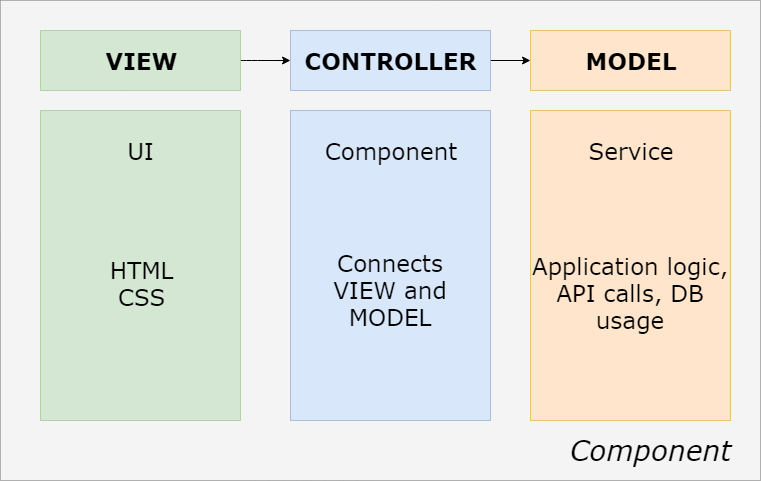 VIEW
CONTROLLER
MODEL
UI
HTML
CSS
Component
Connects
VIEW and
MODEL
Service
Application logic,
API calls, DB
usage
Component